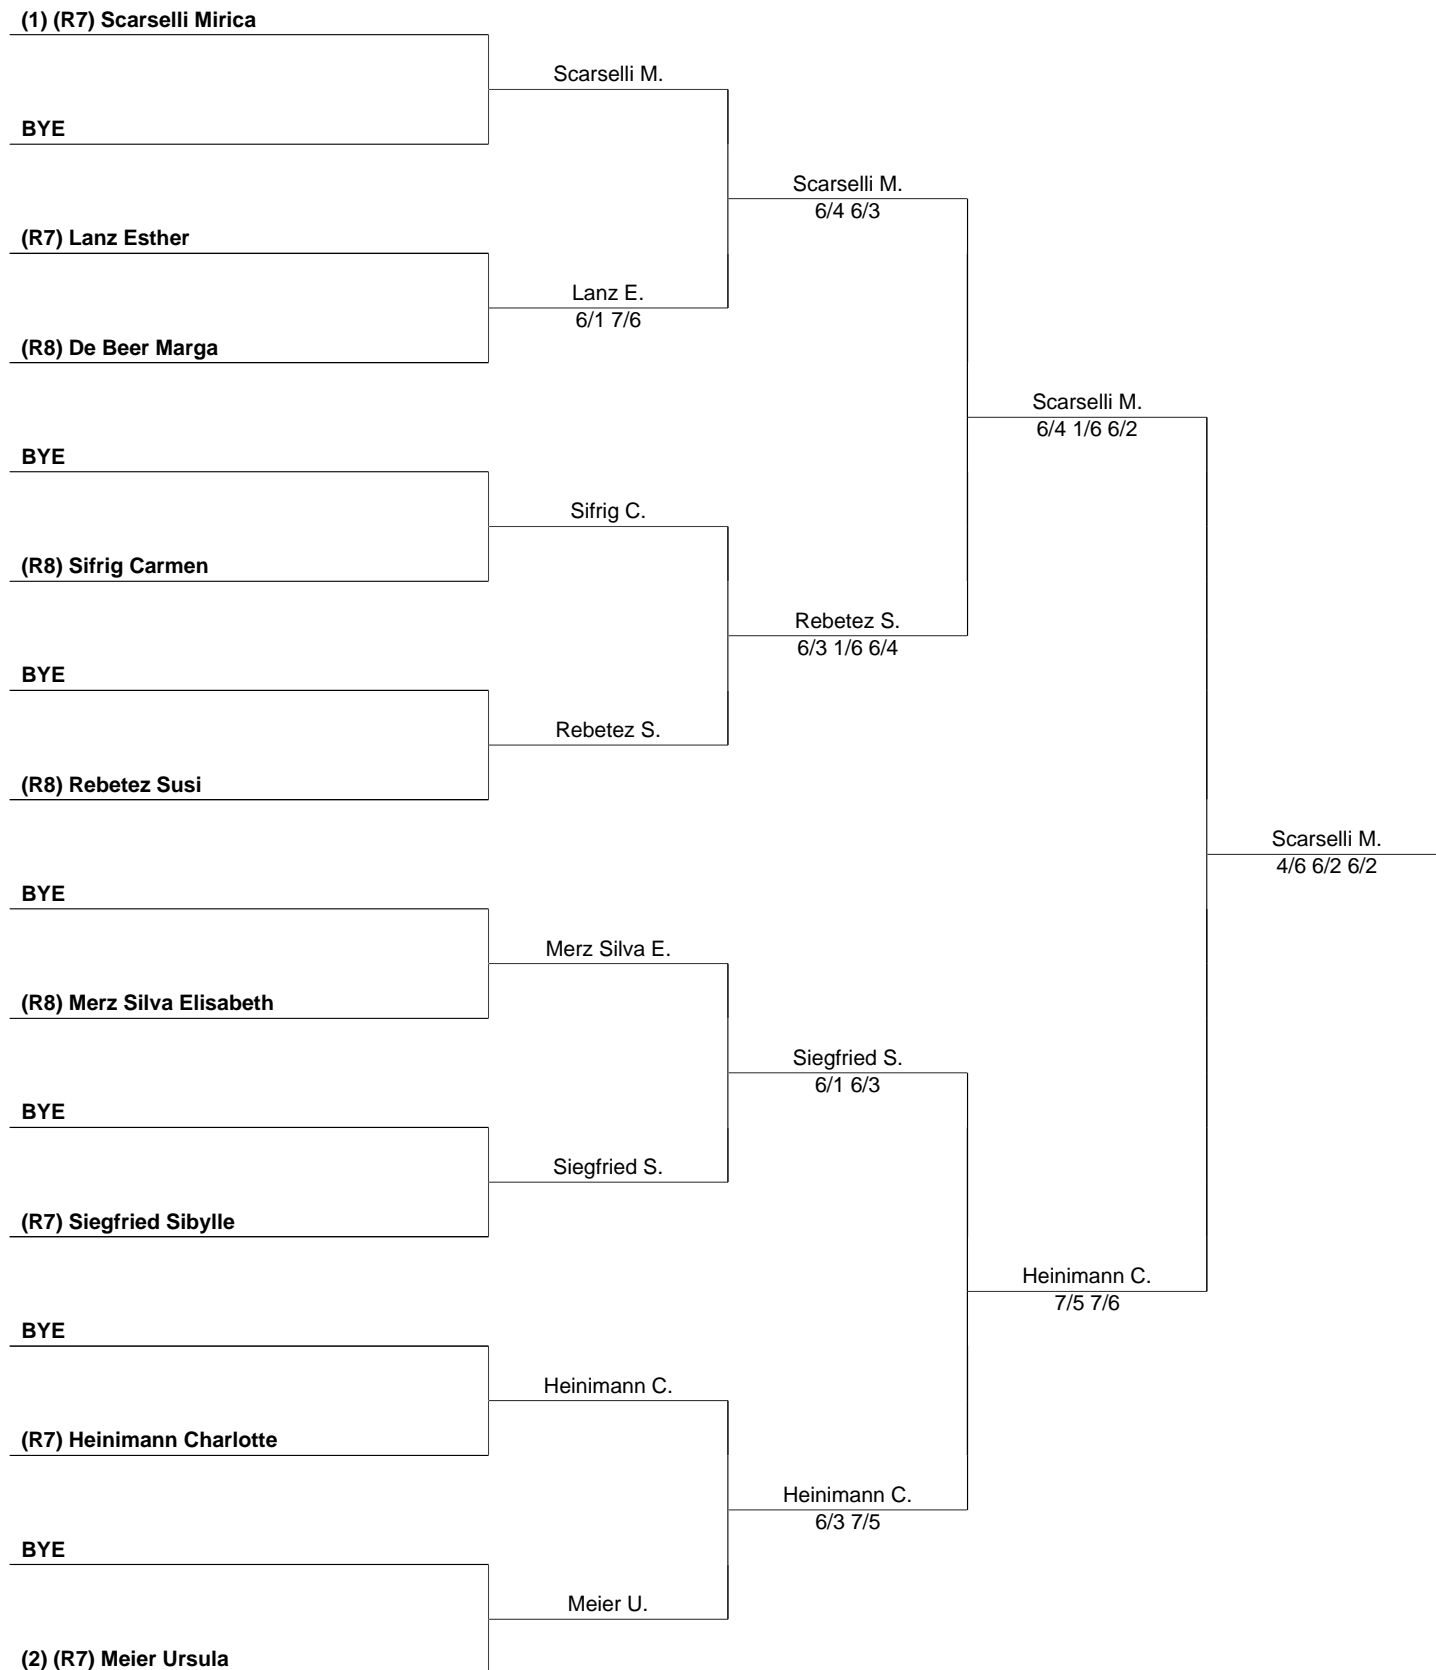 (1) (R7) Scarselli Mirica
Scarselli M.
BYE
Scarselli M.
6/4 6/3
(R7) Lanz Esther
Lanz E.
6/1 7/6
(R8) De Beer Marga
Scarselli M.
6/4 1/6 6/2
BYE
Sifrig C.
(R8) Sifrig Carmen
Rebetez S.
6/3 1/6 6/4
BYE
Rebetez S.
(R8) Rebetez Susi
Scarselli M.
4/6 6/2 6/2
BYE
Merz Silva E.
(R8) Merz Silva Elisabeth
Siegfried S.
6/1 6/3
BYE
Siegfried S.
(R7) Siegfried Sibylle
Heinimann C.
7/5 7/6
BYE
Heinimann C.
(R7) Heinimann Charlotte
Heinimann C.
6/3 7/5
BYE
Meier U.
(2) (R7) Meier Ursula